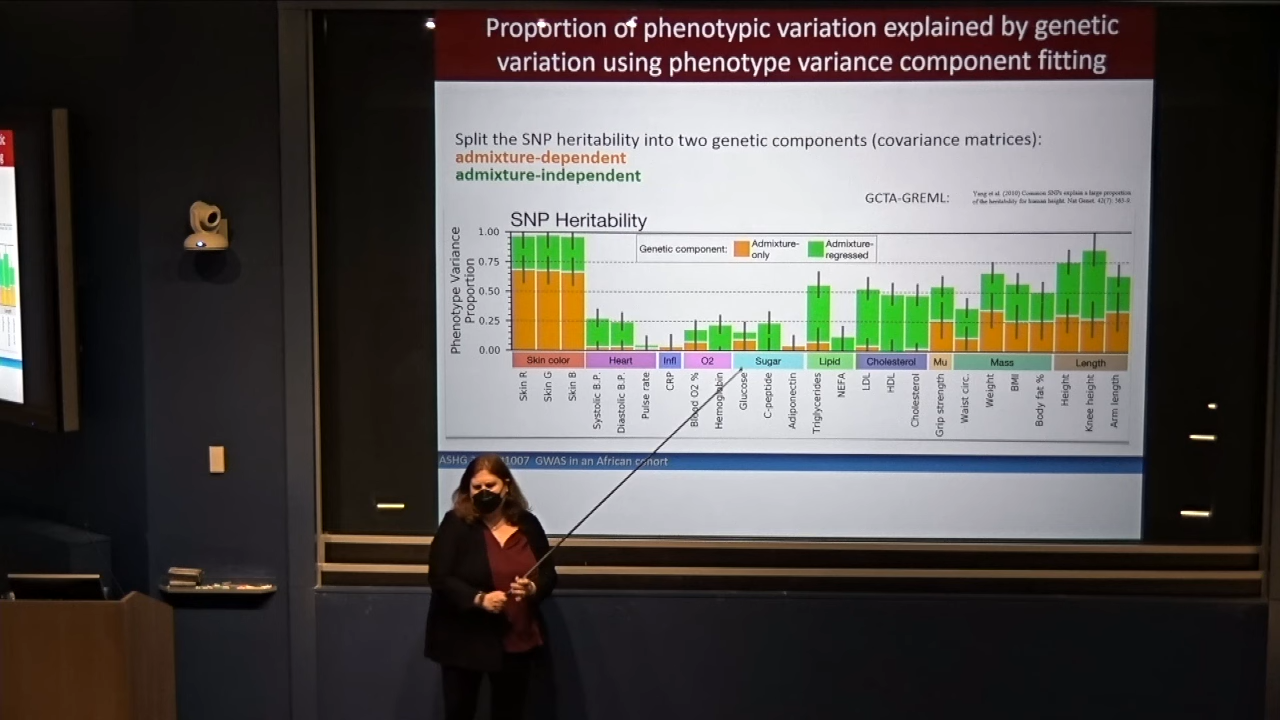 Proportion of phenotypic variation explained by genetic
variation using phenotype variance component fitting
Split the SNP heritability into two genetic components (covariance matrices):
admixture-dependent
admixture-independent
GCTA-GREML:
Yang et al. (2010) Common SNPs explain a large proportion
of the heritability for human height. Nat Genet. 42(7): 565-9
SNP Heritability
Phenotype Variance
Proportion
1.00
0.75
0.50
0.25
0.00
Genetic component:
Admixture-
only
Admixture-
regressed
Skin color
Heart
Infl
O2
Sugar
Lipid
Cholesterol
Mu
Mass
Length
Skin R
Skin G
Skin B
Systolic B.P.
Diastolic B.P.
Pulse rate
CRP
Blood O2 %
Hemoglobin
Glucose
C-peptide
Adiponectin
Triglycerides
NEFA
LDL
HDL
Cholesterol
Grip strength
Waist circ.
Weight
BMI
Body fat %
Height
Knee height
Arm length
ASHG 1007 GWAS in an African cohort